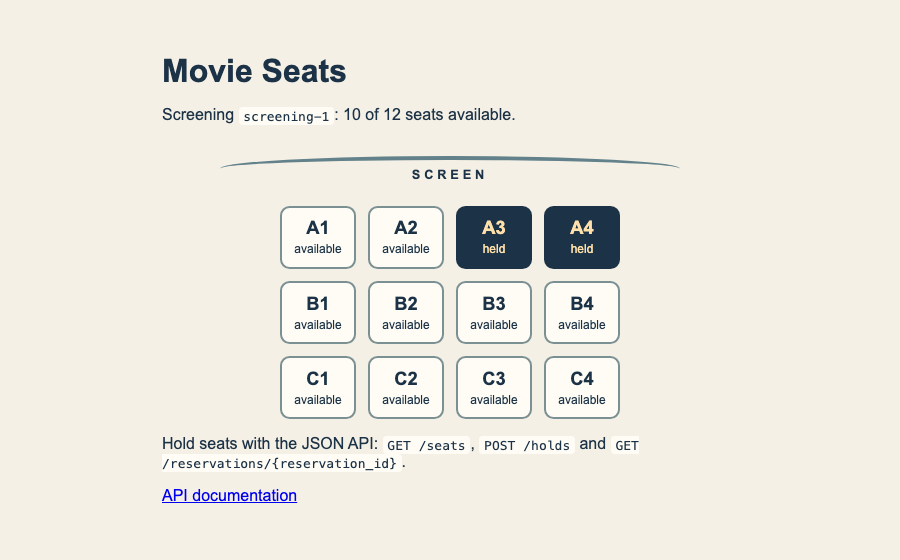 Movie Seats
Screening screening-1: 10 of 12 seats available.
SCREEN
A1 A2 A3 A4
available available held held
B1 B2 B3 B4
available available available available
C1 C2 C3 C4
available available available available
Hold seats with the JSON API: GET /seats, POST /holds and GET
/reservations/{reservation_id}.
API documentation